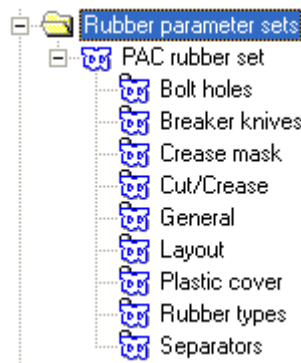 Rubber parameter sets
PAC rubber set
Bolt holes
Breaker knives
Crease mask
Cut/Crease
General
Layout
Plastic cover
Rubber types
Separators